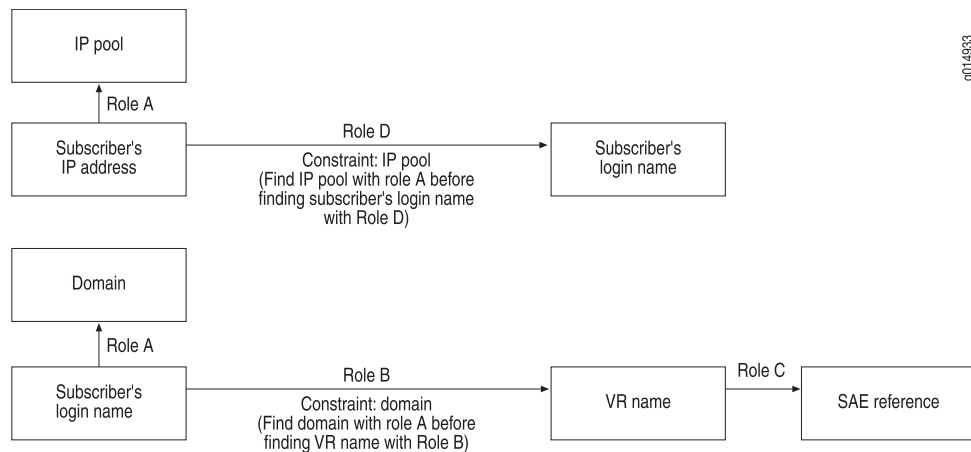 IP pool
g014933
Role A
Subscriber's
IP address
Role D
Constraint: IP pool
(Find IP pool with role A before
finding subscriber's login name
with Role D)
Subscriber's
login name
Domain
Role A
Subscriber's
login name
Role B
Constraint: domain
(Find domain with role A before
finding VR name with Role B)
VR name
Role C
SAE reference